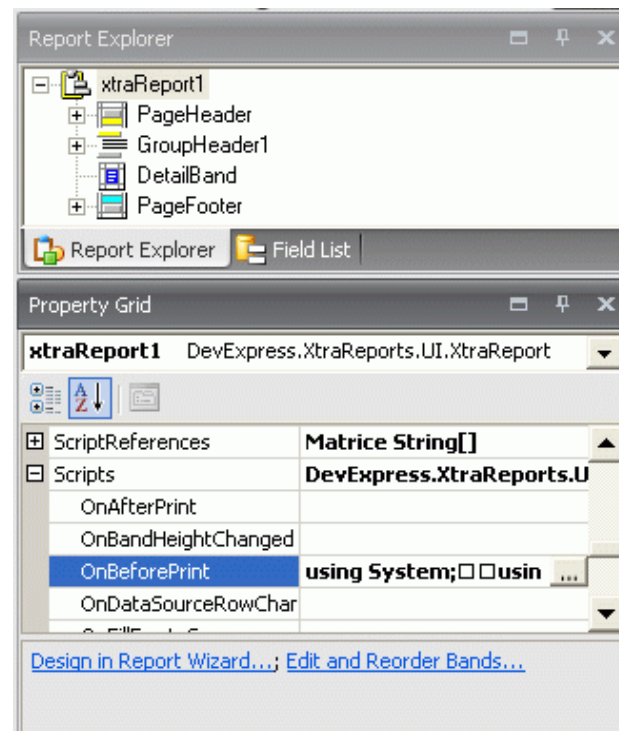 Report Explorer
xtraReport1
PageHeader
GroupHeader1
DetailBand
PageFooter
Report Explorer Field List
Property Grid
xtraReport1 DevExpress.XtraReports.UI.XtraReport
ScriptReferences Matrice String[]
Scripts DevExpress.XtraReports.U
OnAfterPrint
OnBandHeightChanged
OnBeforePrint using System;□□usin ...
OnDataSourceRowChar
Design in Report Wizard...; Edit and Reorder Bands...